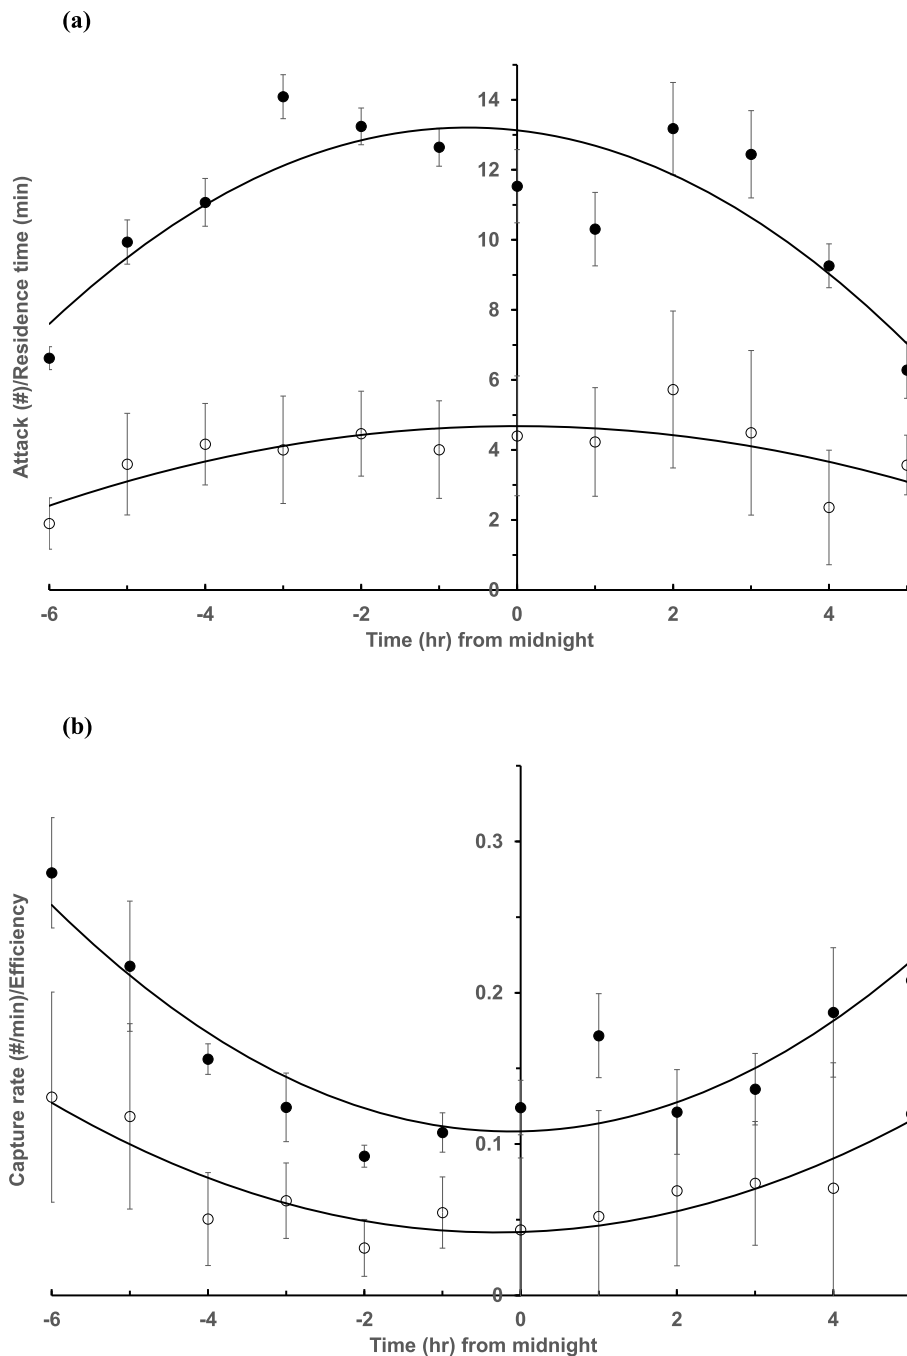 (a)
14
12
10
8
6
4
2
0
-6 -4 -2 0 2 4
Attack (#)/Residence time (min)
Time (hr) from midnight
(b)
0.3
0.2
0.1
0
-6 -4 -2 0 2 4
Capture rate (#/min)/Efficiency
Time (hr) from midnight